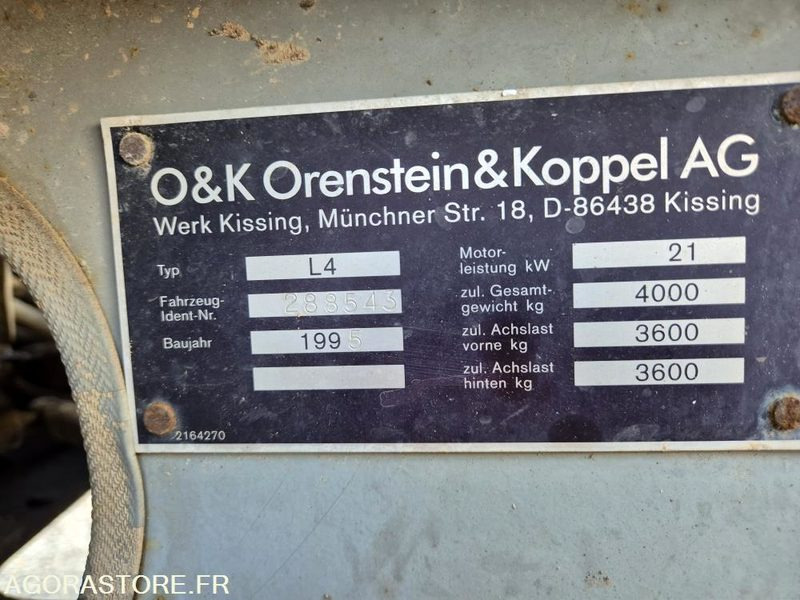 O&K Orenstein&Koppel AG
Werk Kissing, Münchner Str. 18, D-86438 Kissing
Typ L4
Fahrzeug-
Ident-Nr. 288543
Baujahr 1995
Motor-
leistung kW 21
zul. Gesamt-
gewicht kg 4000
zul. Achslast
vorne kg 3600
zul. Achslast
hinten kg 3600
2164270
AGORASTORE.FR